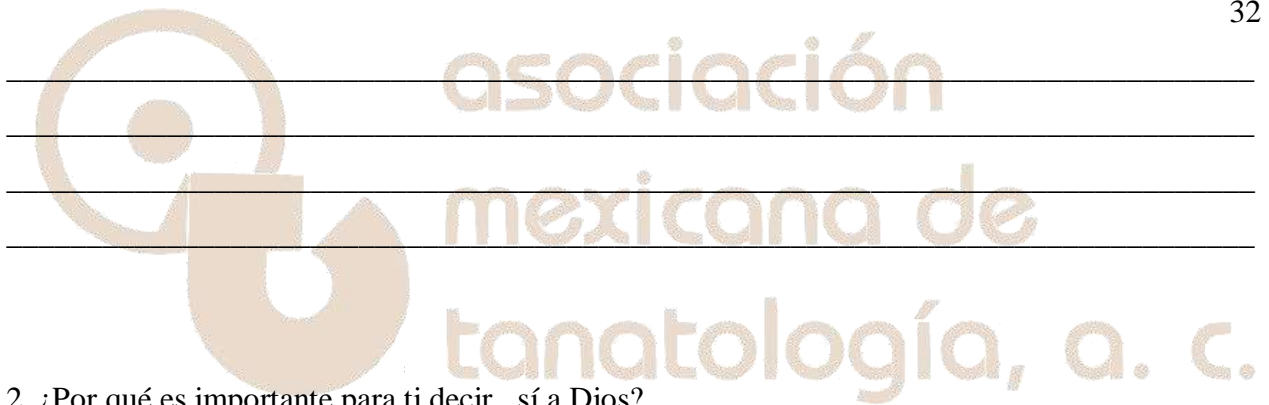 32
asociación
mexicana de
tanatología, a. c.
2. ¿Por qué es importante para ti decir sí a Dios?